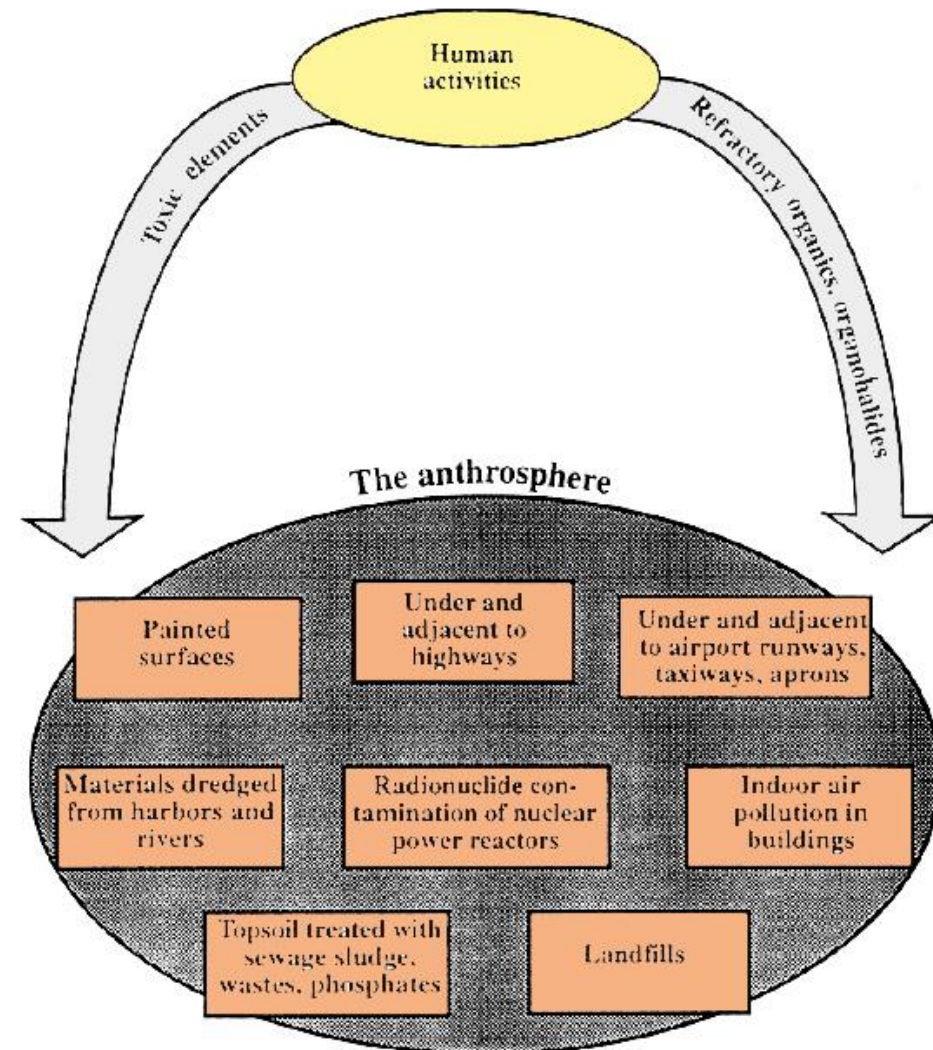 Human
activities
Toxic elements
Refractory organics, organohalides
The anthrosphere
Painted
surfaces
Under and
adjacent to
highways
Under and adjacent
to airport runways,
taxiways, aprons
Materials dredged
from harbors and
rivers
Radionuclide con-
tamination of nuclear
power reactors
Indoor air
pollution in
buildings
Topsoil treated with
sewage sludge,
wastes, phosphates
Landfills